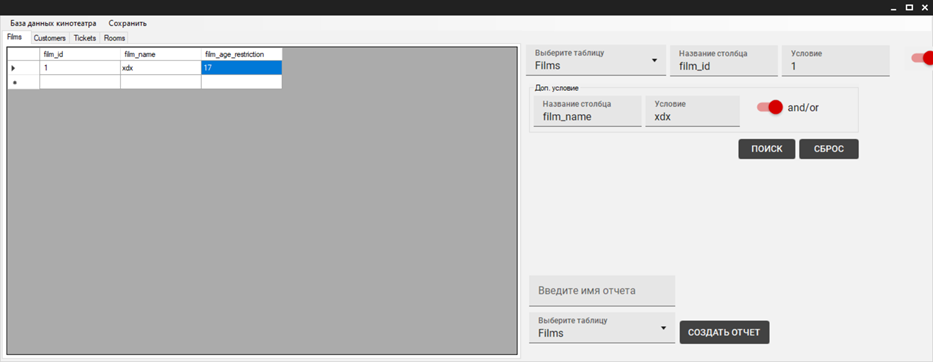 База данных кинотеатра Сохранить
Films Customers Tickets Rooms
film_id film_name film_age_restriction
1 xdx 17
Выберите таблицу
Films
Название столбца
film_id
Условие
1
Доп. условие
Название столбца
film_name
Условие
xdx
and/or
ПОИСК СБРОС
Введите имя отчета
Выберите таблицу
Films
СОЗДАТЬ ОТЧЕТ